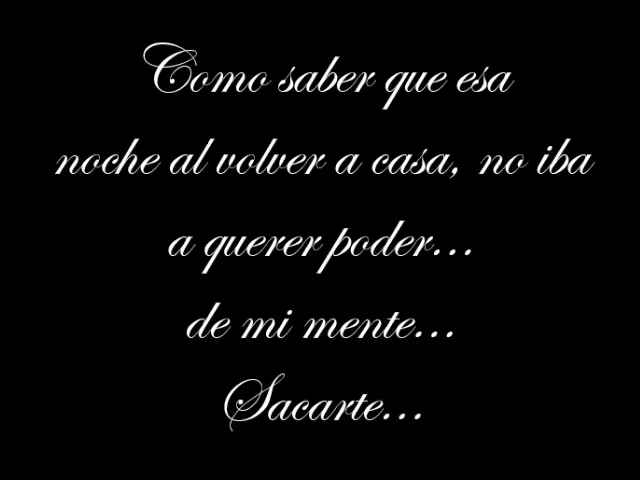 Como saber que esa
noche al volver a casa, no iba
a querer poder...
de mi mente...
Sacarte...